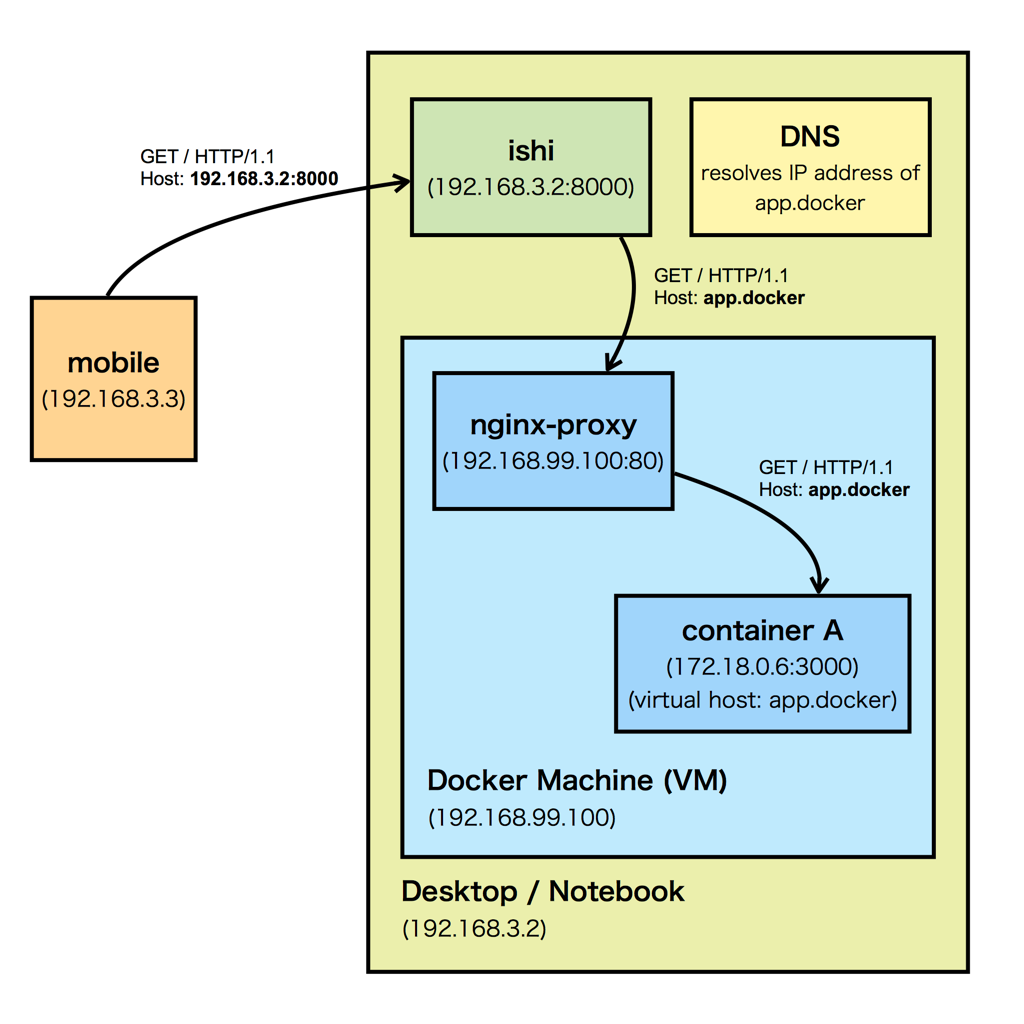 GET / HTTP/1.1
Host: 192.168.3.2:8000
mobile
(192.168.3.3)
ishi
(192.168.3.2:8000)
DNS
resolves IP address of
app.docker
GET / HTTP/1.1
Host: app.docker
nginx-proxy
(192.168.99.100:80)
GET / HTTP/1.1
Host: app.docker
container A
(172.18.0.6:3000)
(virtual host: app.docker)
Docker Machine (VM)
(192.168.99.100)
Desktop / Notebook
(192.168.3.2)